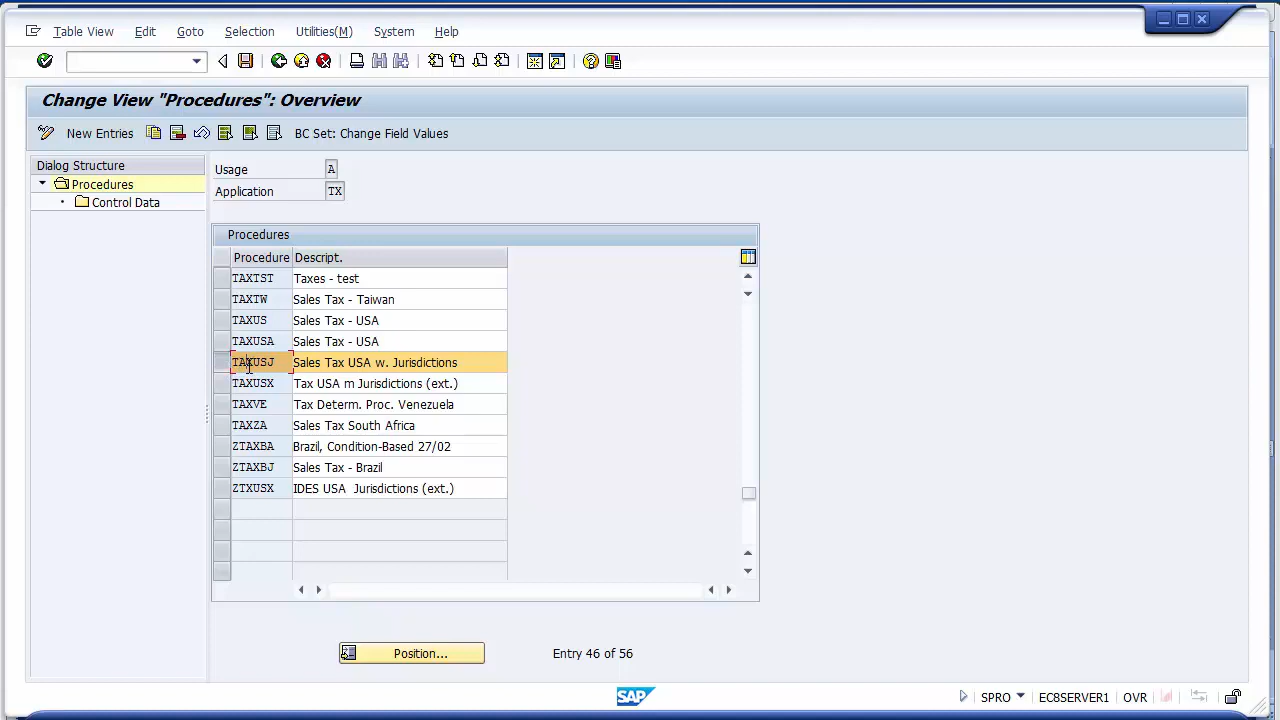 Table View Edit Goto Selection Utilities(M) System Help
Change View "Procedures": Overview
New Entries BC Set: Change Field Values
Dialog Structure
Procedures
Control Data
Usage A
Application TX
Procedures
Procedure Descript.
TAXTST Taxes - test
TAXTW Sales Tax - Taiwan
TAXUS Sales Tax - USA
TAXUSA Sales Tax - USA
TAXUSJ Sales Tax USA w. Jurisdictions
TAXUSX Tax USA m Jurisdictions (ext.)
TAXVE Tax Determ. Proc. Venezuela
TAXZA Sales Tax South Africa
ZTAXBA Brazil, Condition-Based 27/02
ZTAXBJ Sales Tax - Brazil
ZTXUSX IDES USA Jurisdictions (ext.)
Position... Entry 46 of 56
SAP SPRO EC8SERVER1 OVR